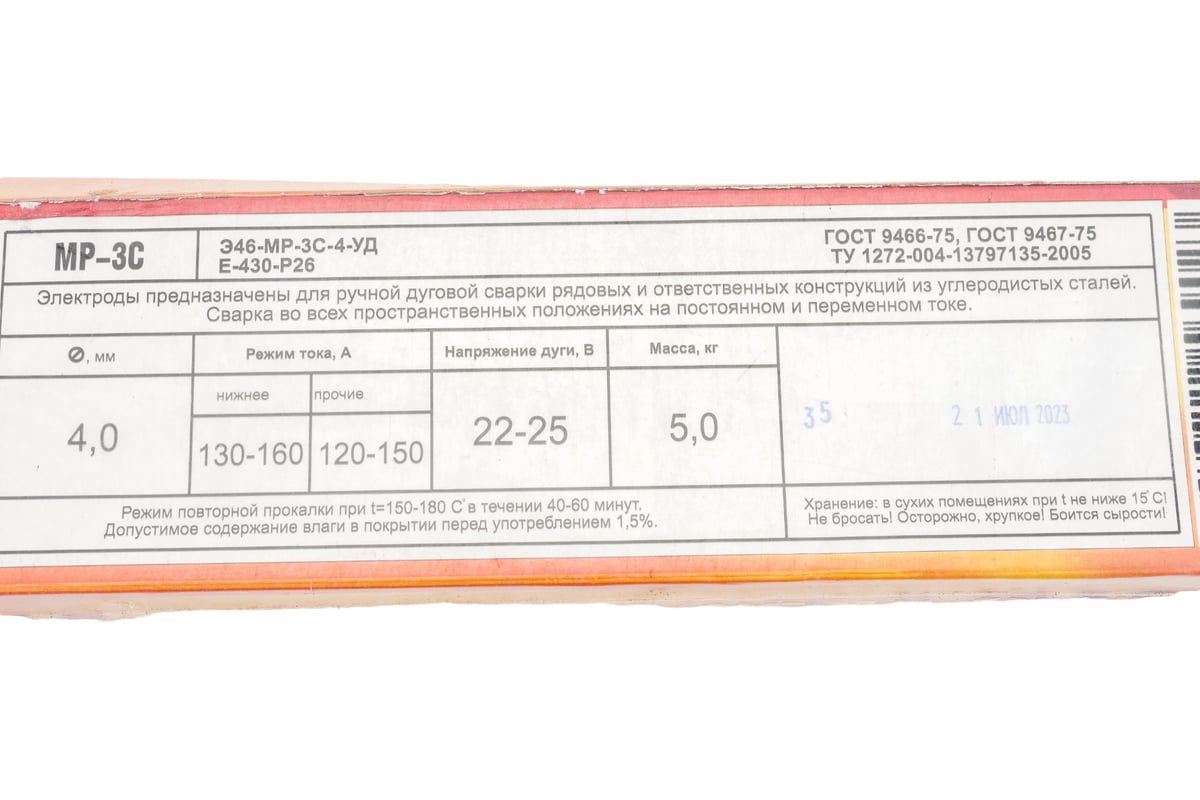 МР-3С
Э46-МР-3С-4-УД
Е-430-Р26
ГОСТ 9466-75, ГОСТ 9467-75
ТУ 1272-004-13797135-2005
Электроды предназначены для ручной дуговой сварки рядовых и ответственных конструкций из углеродистых сталей.
Сварка во всех пространственных положениях на постоянном и переменном токе.
Ø, мм
Режим тока, А
Напряжение дуги, В
Масса, кг
нижнее
прочие
4,0
130-160
120-150
22-25
5,0
35
21 ИЮЛ 2023
Режим повторной прокалки при t=150-180 С° в течении 40-60 минут.
Допустимое содержание влаги в покрытии перед употреблением 1,5%.
Хранение: в сухих помещениях при t не ниже 15°С!
Не бросать! Осторожно, хрупкое! Боится сырости!